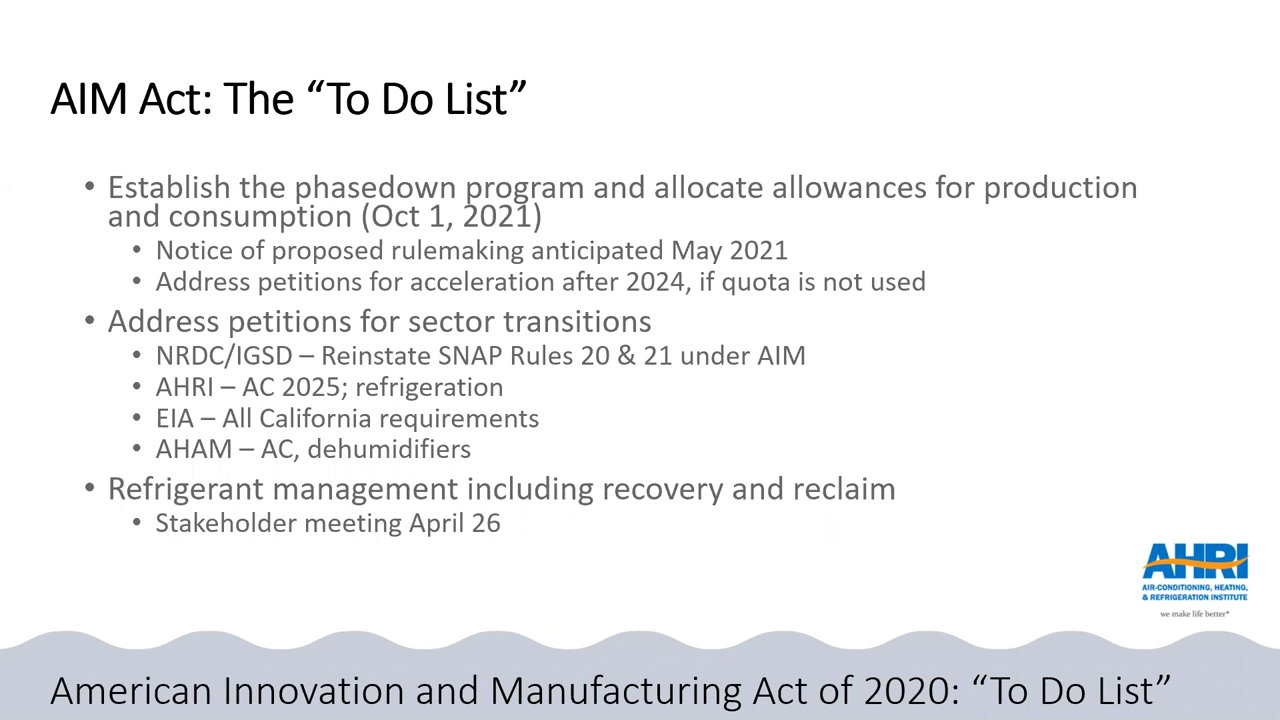 AIM Act: The “To Do List”
• Establish the phasedown program and allocate allowances for production
and consumption (Oct 1, 2021)
• Notice of proposed rulemaking anticipated May 2021
• Address petitions for acceleration after 2024, if quota is not used
• Address petitions for sector transitions
• NRDC/IGSD – Reinstate SNAP Rules 20 & 21 under AIM
• AHRI – AC 2025; refrigeration
• EIA – All California requirements
• AHAM – AC, dehumidifiers
• Refrigerant management including recovery and reclaim
• Stakeholder meeting April 26
AHRI
AIR-CONDITIONING, HEATING,
& REFRIGERATION INSTITUTE
we make life better*
American Innovation and Manufacturing Act of 2020: “To Do List”